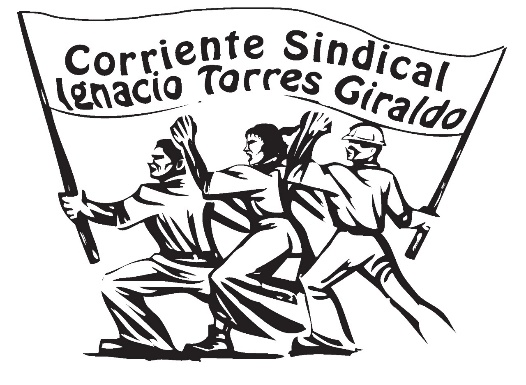 Corriente Sindical
Ignacio Torres Giraldo